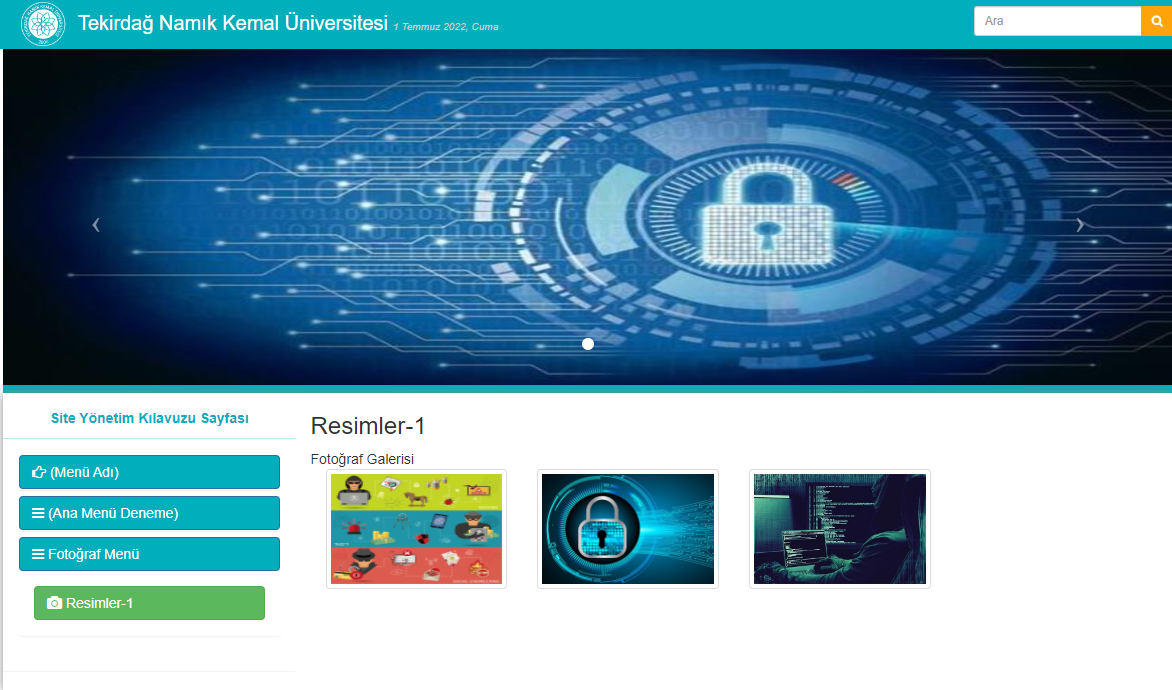 Tekirdağ Namık Kemal Üniversitesi 1 Temmuz 2022, Cuma
Ara
Site Yönetim Kılavuzu Sayfası
(Menü Adı)
(Ana Menü Deneme)
Fotoğraf Menü
Resimler-1
Resimler-1
Fotoğraf Galerisi